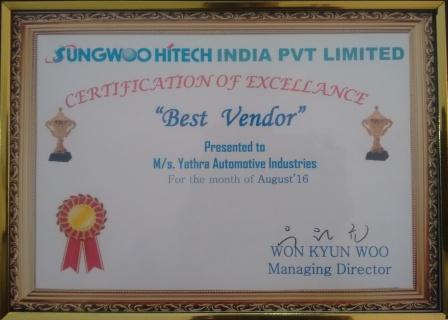 SUNGWOO HITECH INDIA PVT LIMITED
CERTIFICATION OF EXCELLANCE
"Best Vendor"
Presented to
M/s. Yathra Automotive Industries
For the month of August'16
WON KYUN WOO
Managing Director